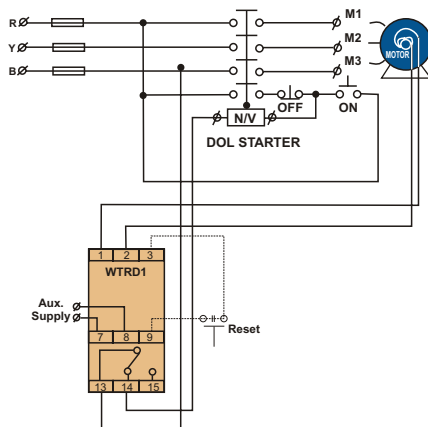 R
Y
B
M1
M2
M3
MOTOR
OFF
ON
N/V
DOL STARTER
1 2 3
WTRD1
Aux.
Supply
7 8 9
Reset
13 14 15